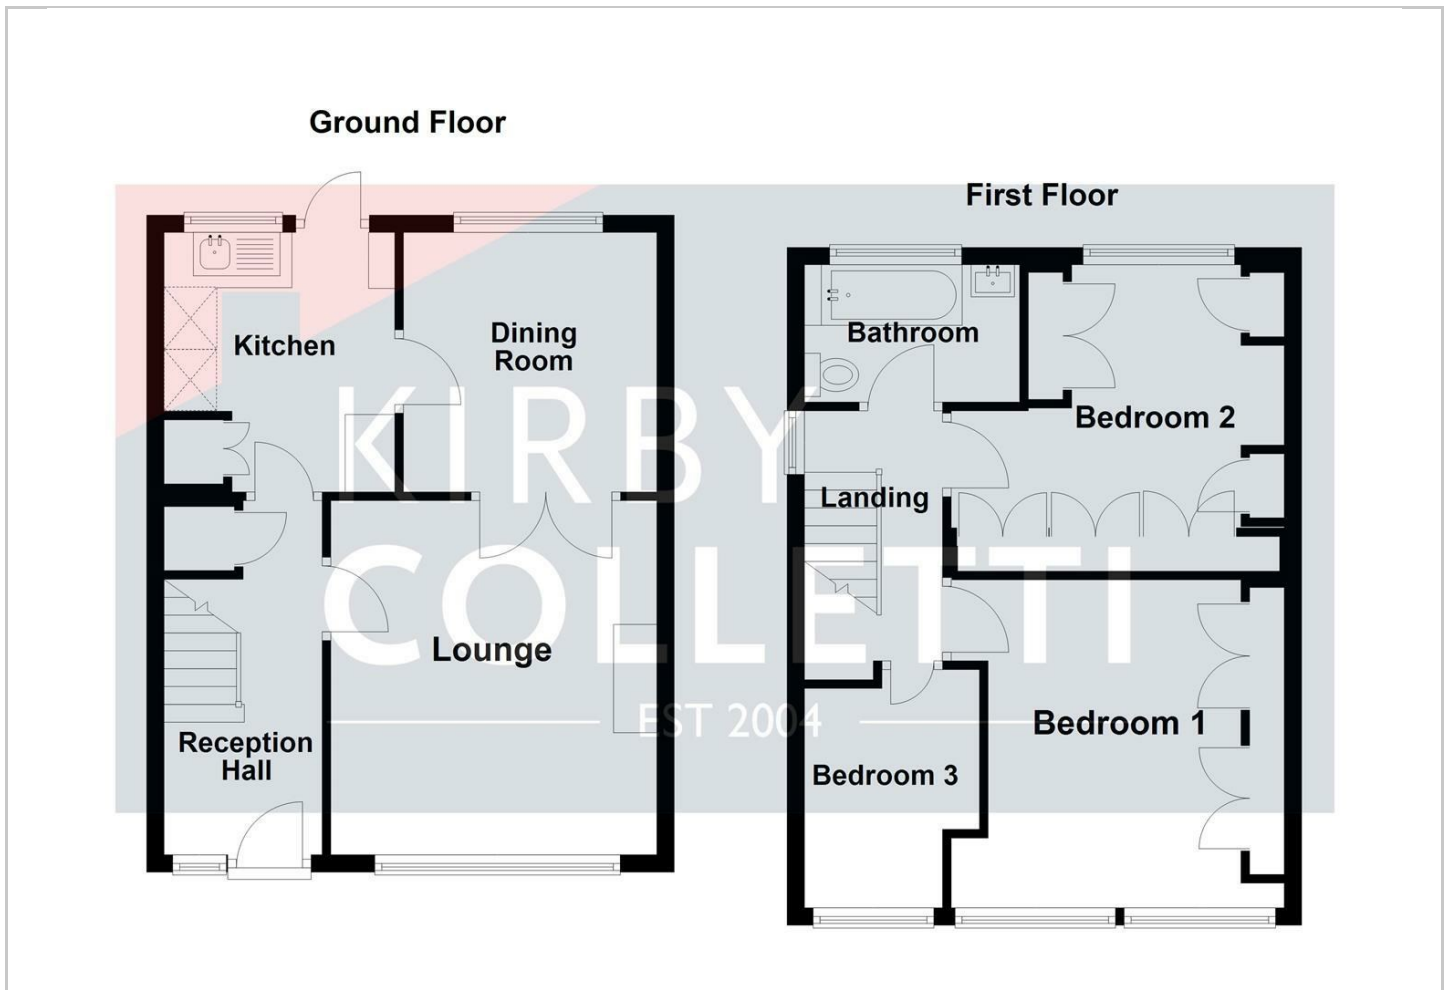 Ground Floor
First Floor
Kitchen
Dining
Room
Bathroom
Bedroom 2
Landing
Lounge
Reception
Hall
Bedroom 1
Bedroom 3
KIRBY
COLLETTI
EST 2004